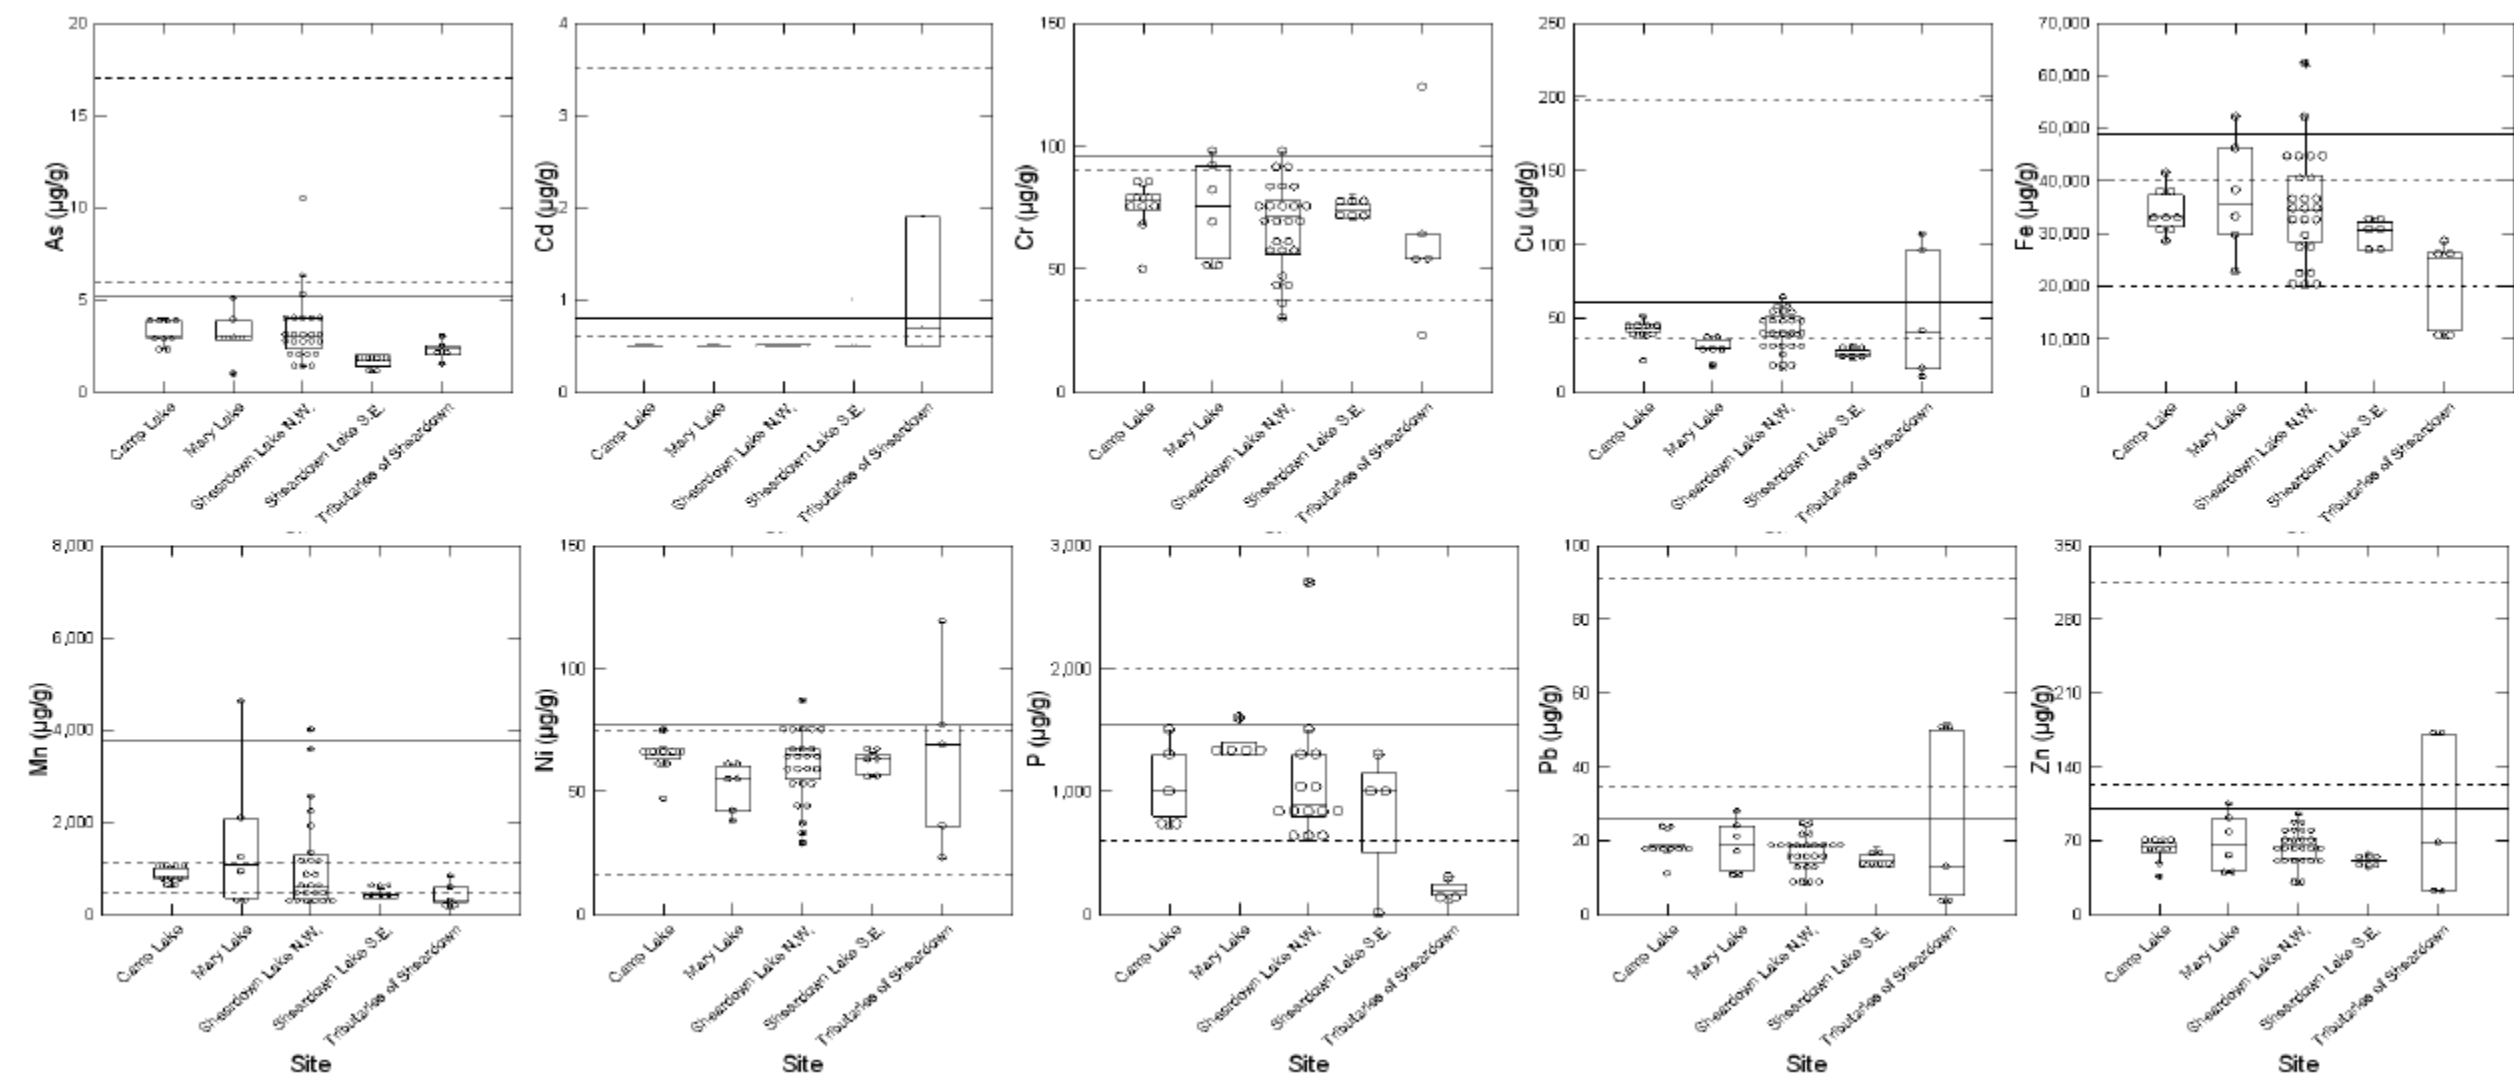 As (µg/g)
20
15
10
5
0
Camp Lake
Mary Lake
Sheardown Lake N.W.
Sheardown Lake S.E.
Tributaries of Sheardown
Cd (µg/g)
4
3
2
1
0
Camp Lake
Mary Lake
Sheardown Lake N.W.
Sheardown Lake S.E.
Tributaries of Sheardown
Cr (µg/g)
150
100
50
0
Camp Lake
Mary Lake
Sheardown Lake N.W.
Sheardown Lake S.E.
Tributaries of Sheardown
Cu (µg/g)
250
200
150
100
50
0
Camp Lake
Mary Lake
Sheardown Lake N.W.
Sheardown Lake S.E.
Tributaries of Sheardown
Fe (µg/g)
70,000
60,000
50,000
40,000
30,000
20,000
10,000
0
Camp Lake
Mary Lake
Sheardown Lake N.W.
Sheardown Lake S.E.
Tributaries of Sheardown
Mn (µg/g)
8,000
6,000
4,000
2,000
0
Camp Lake
Mary Lake
Sheardown Lake N.W.
Sheardown Lake S.E.
Tributaries of Sheardown
Site
Ni (µg/g)
150
100
50
0
Camp Lake
Mary Lake
Sheardown Lake N.W.
Sheardown Lake S.E.
Tributaries of Sheardown
Site
P (µg/g)
3,000
2,000
1,000
0
Camp Lake
Mary Lake
Sheardown Lake N.W.
Sheardown Lake S.E.
Tributaries of Sheardown
Site
Pb (µg/g)
100
80
60
40
20
0
Camp Lake
Mary Lake
Sheardown Lake N.W.
Sheardown Lake S.E.
Tributaries of Sheardown
Site
Zn (µg/g)
350
280
210
140
70
0
Camp Lake
Mary Lake
Sheardown Lake N.W.
Sheardown Lake S.E.
Tributaries of Sheardown
Site